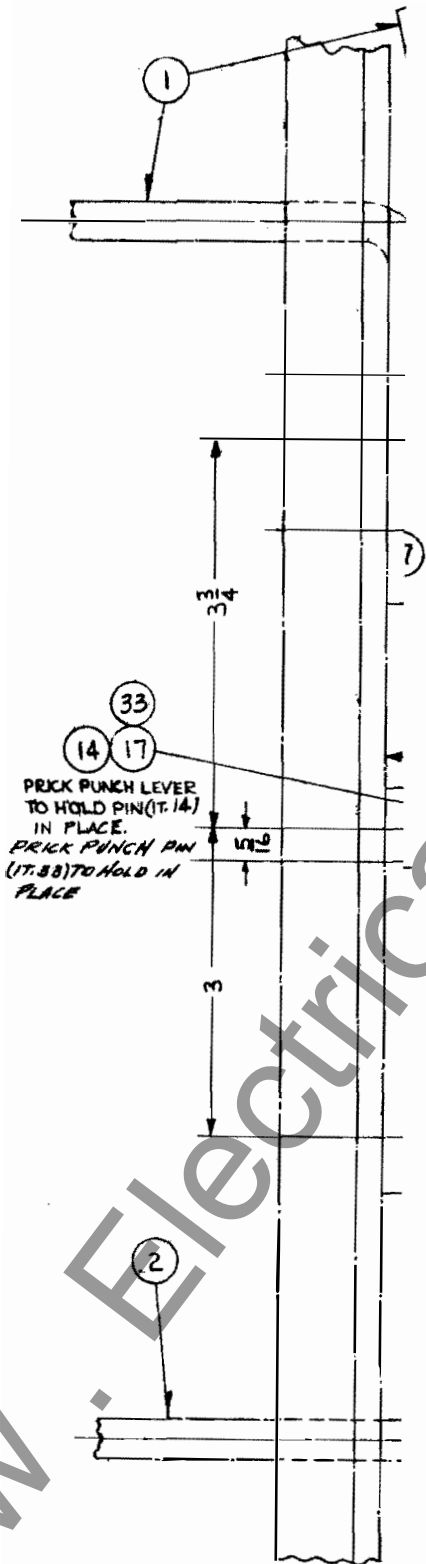 1
3 3/4
7
33
14 17
PRICK PUNCH LEVER
TO HOLD PIN (IT. 14)
IN PLACE.
PRICK PUNCH PIN
(IT. 33) TO HOLD IN
PLACE
5/16
3
2
w . Electrica